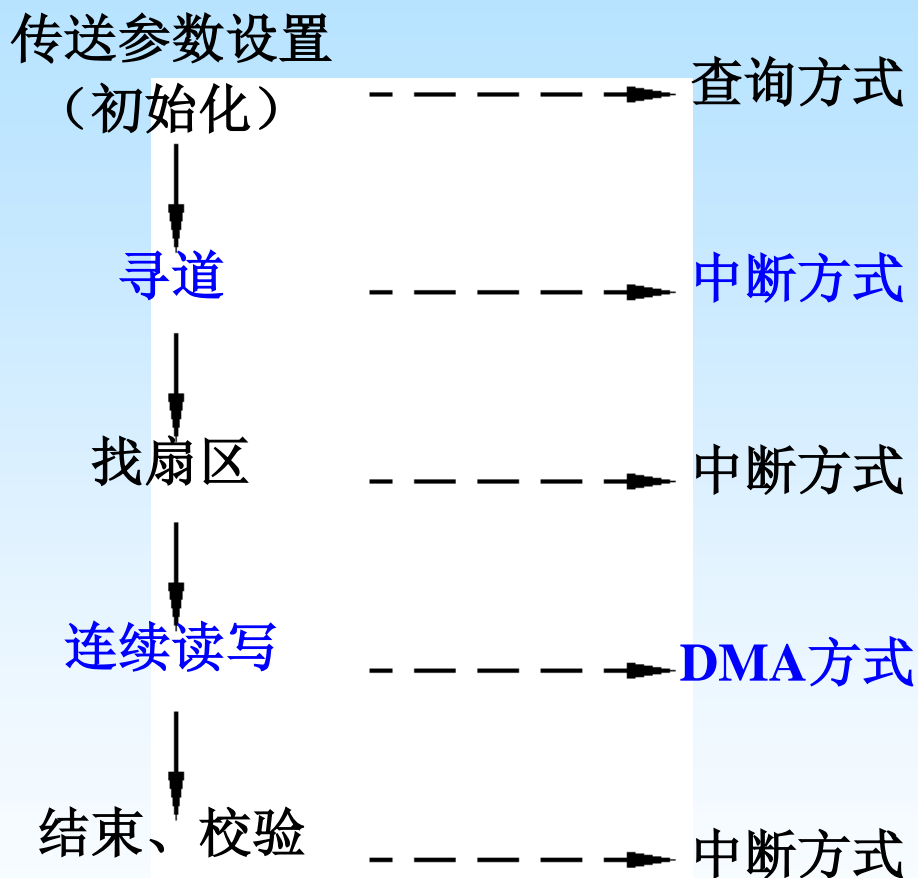 传送参数设置
（初始化）
查询方式
寻道
中断方式
找扇区
中断方式
连续读写
DMA方式
结束、校验
中断方式